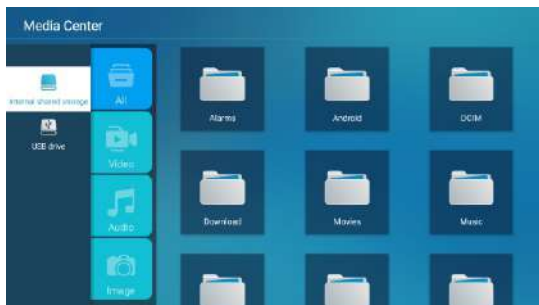 Media Center
Internal shared storage
USB drive
All
Video
Audio
Image
Alarms
Android
DCIM
Download
Movies
Music